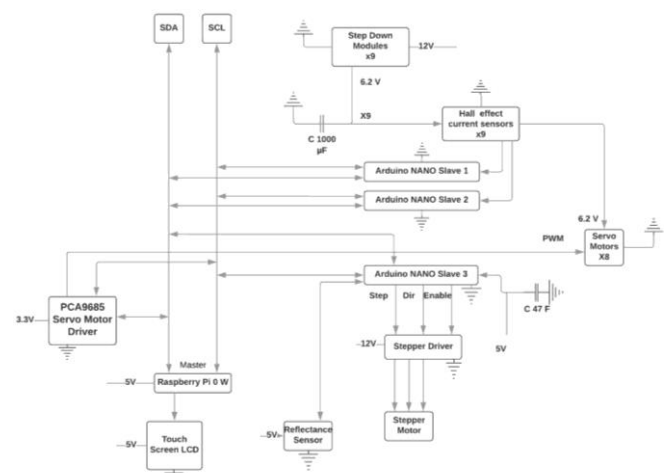 SDA
SCL
Step Down
Modules
x9
12V
6.2 V
X9
C 1000
µF
Hall effect
current sensors
x9
Arduino NANO Slave 1
Arduino NANO Slave 2
6.2 V
PWM
Servo
Motors
X8
Arduino NANO Slave 3
Step
Dir
Enable
C 47 F
5V
3.3V
PCA9685
Servo Motor
Driver
12V
Stepper Driver
Master
5V
Raspberry Pi 0 W
Stepper
Motor
5V
Touch
Screen LCD
5V
Reflectance
Sensor